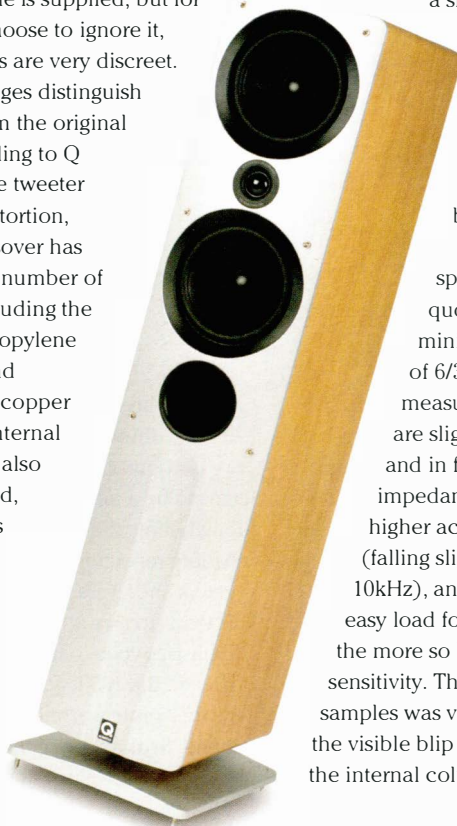 is supplied, but for
hoose to ignore it,
s are very discreet.
ges distinguish
m the original
ding to Q
e tweeter
tortion,
over has
number of
uding the
opylene
d
copper
nternal
also
d,
s
b
sp
quo
min
of 6/3
measu
are slig
and in f
impedan
higher ac
(falling sli
10kHz), an
easy load fo
the more so
sensitivity. Th
samples was v
the visible blip
the internal col
Q